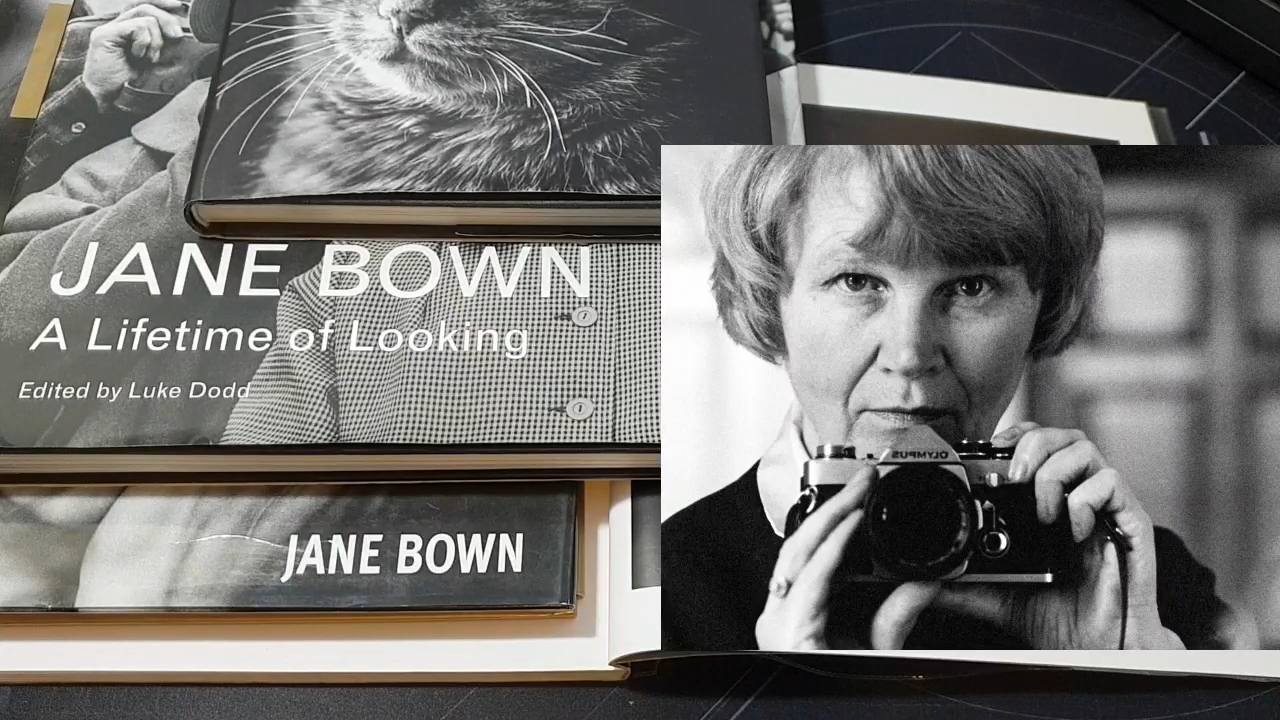 JANE BOWN
A Lifetime of Looking
Edited by Luke Dodd
OLYMPUS
JANE BOWN